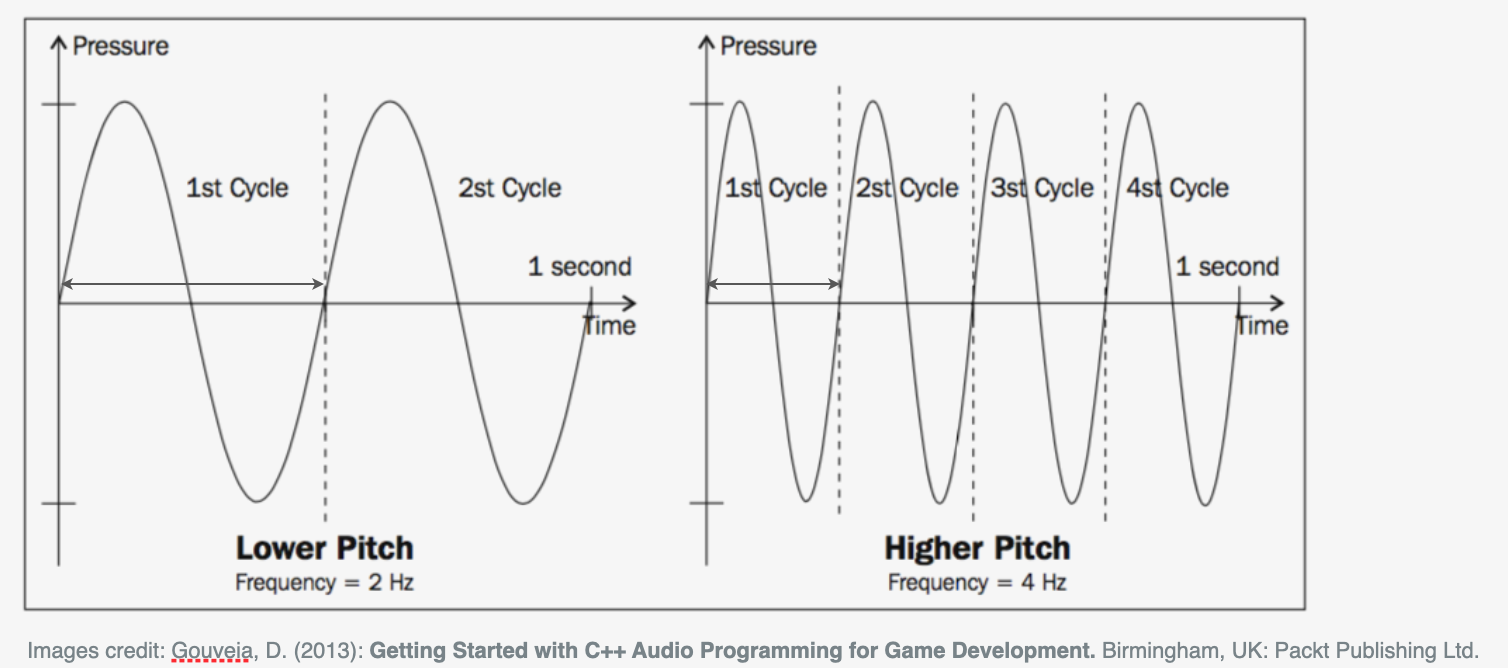 Pressure
1st Cycle
2st Cycle
1 second
Time
Lower Pitch
Frequency = 2 Hz
Pressure
1st Cycle
2st Cycle
3st Cycle
4st Cycle
1 second
Time
Higher Pitch
Frequency = 4 Hz
Images credit: Gouveia, D. (2013): Getting Started with C++ Audio Programming for Game Development. Birmingham, UK: Packt Publishing Ltd.